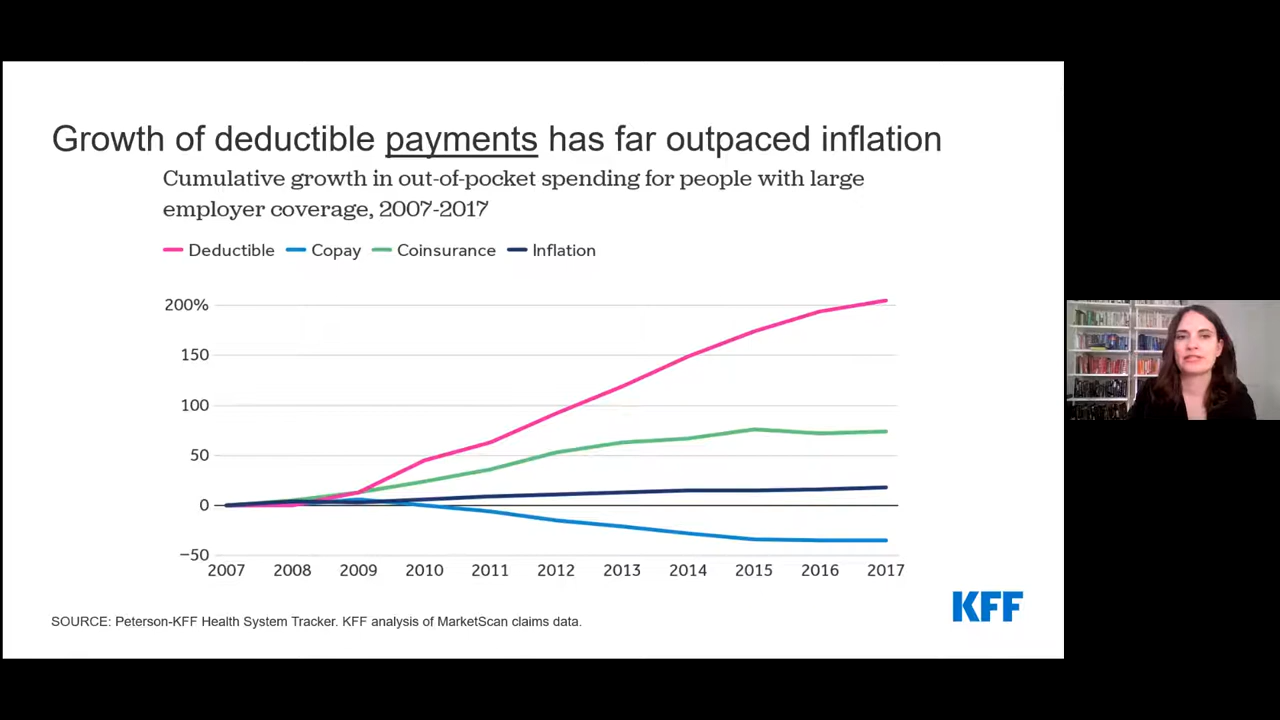 Growth of deductible payments has far outpaced inflation
Cumulative growth in out-of-pocket spending for people with large
employer coverage, 2007-2017
Deductible Copay Coinsurance Inflation
200%
150
100
50
0
−50
2007 2008 2009 2010 2011 2012 2013 2014 2015 2016 2017
KFF
SOURCE: Peterson-KFF Health System Tracker. KFF analysis of MarketScan claims data.